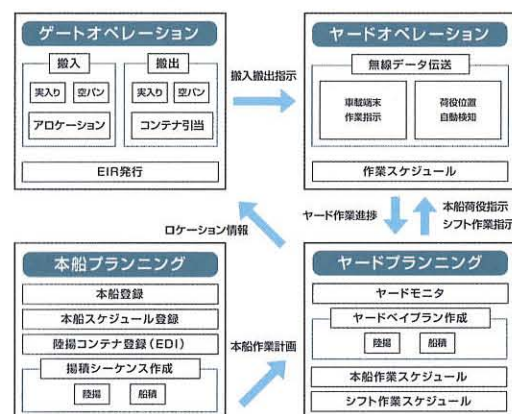 ゲートオペレーション
搬入
搬出
実入り
空バン
実入り
空バン
アロケーション
コンテナ引当
EIR発行
搬入搬出指示
ヤードオペレーション
無線データ伝送
車載端末
作業指示
荷役位置
自動検知
作業スケジュール
ロケーション情報
ヤード作業進捗
本船荷役指示
シフト作業指示
本船プランニング
本船登録
本船スケジュール登録
陸揚コンテナ登録(EDI)
揚積シーケンス作成
陸揚
船積
本船作業計画
ヤードプランニング
ヤードモニタ
ヤードベイプラン作成
陸揚
船積
本船作業スケジュール
シフト作業スケジュール